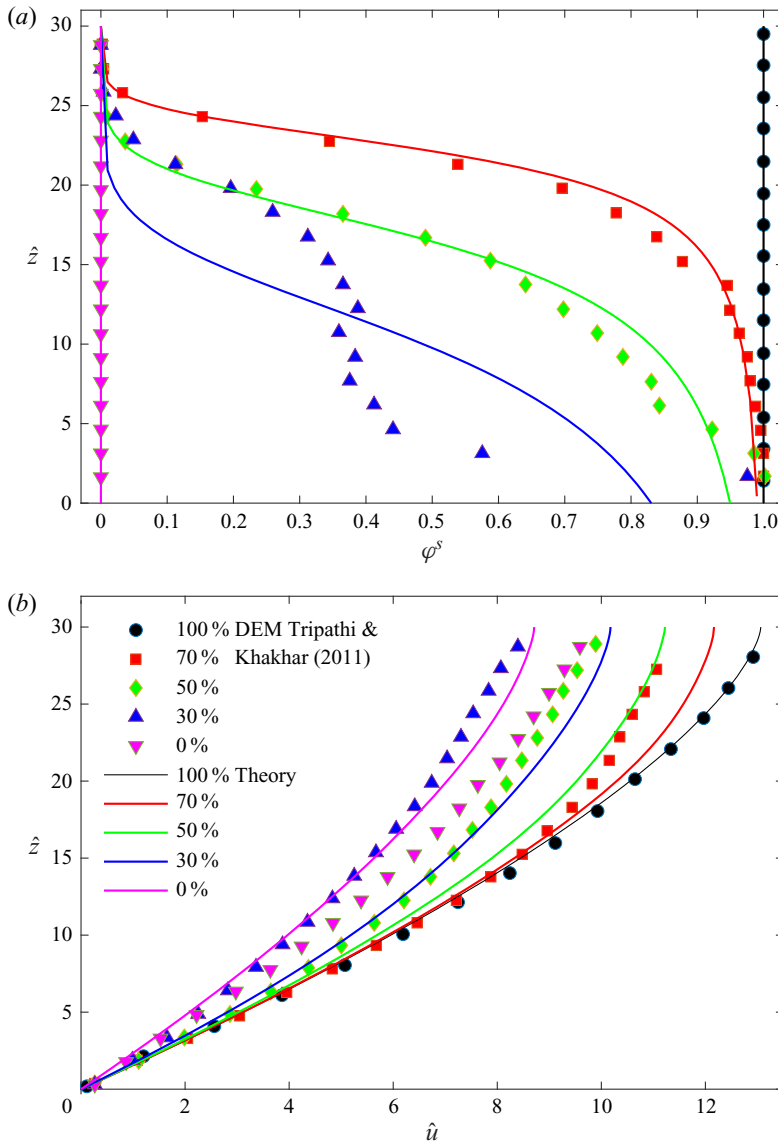 (a)
30
25
20
15
10
5
0
ẑ
0 0.1 0.2 0.3 0.4 0.5 0.6 0.7 0.8 0.9 1.0
φˢ
(b)
30
25
20
15
10
5
0
ẑ
100 % DEM Tripathi &
70 % Khakhar (2011)
50 %
30 %
0 %
100 % Theory
70 %
50 %
30 %
0 %
2 4 6 8 10 12
û